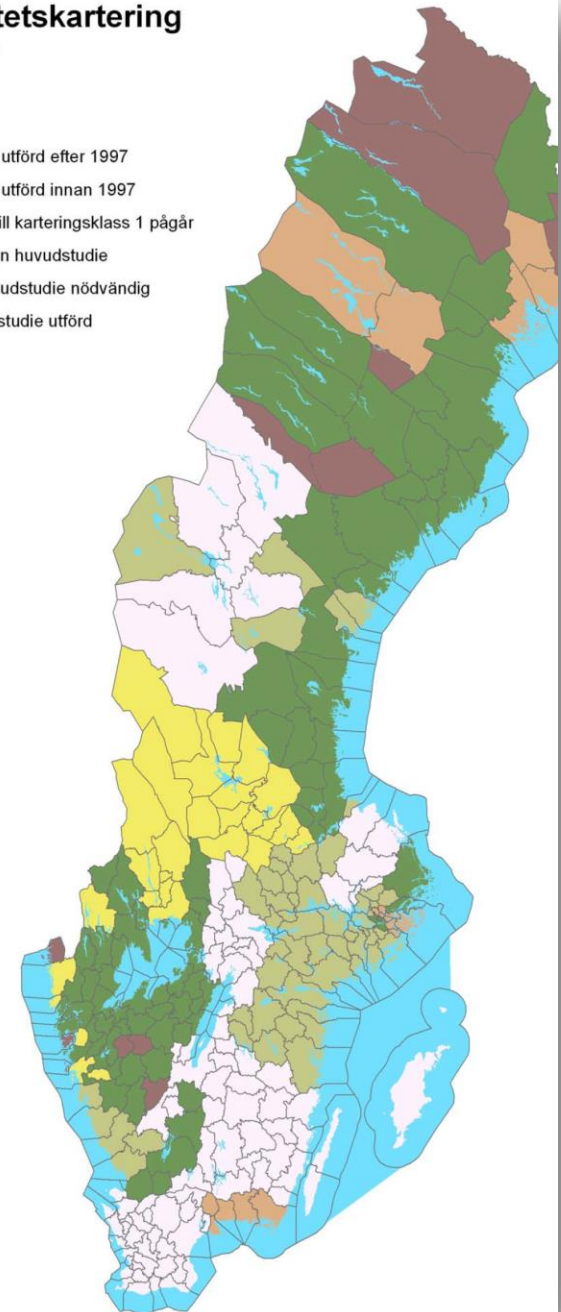 tetskartering
utförd efter 1997
utförd innan 1997
ill karteringsklass 1 pågår
n huvudstudie
udstudie nödvändig
studie utförd